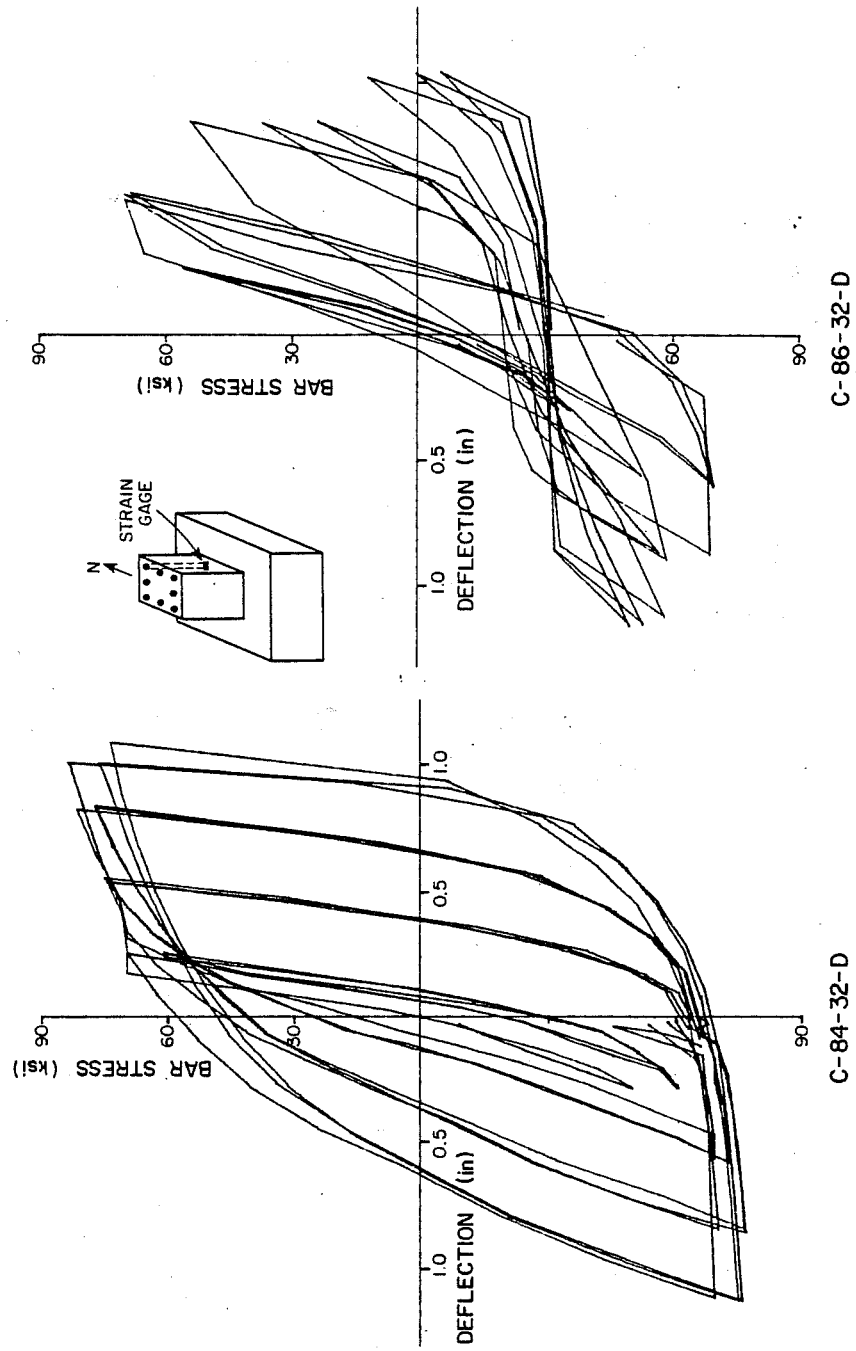 90
60
30
BAR STRESS (ksi)
1.0
0.5
DEFLECTION (in)
0.5
1.0
90
C-84-32-D
N
STRAIN
GAGE
90
30
BAR STRESS (ksi)
1.0
0.5
DEFLECTION (in)
60
90
C-86-32-D